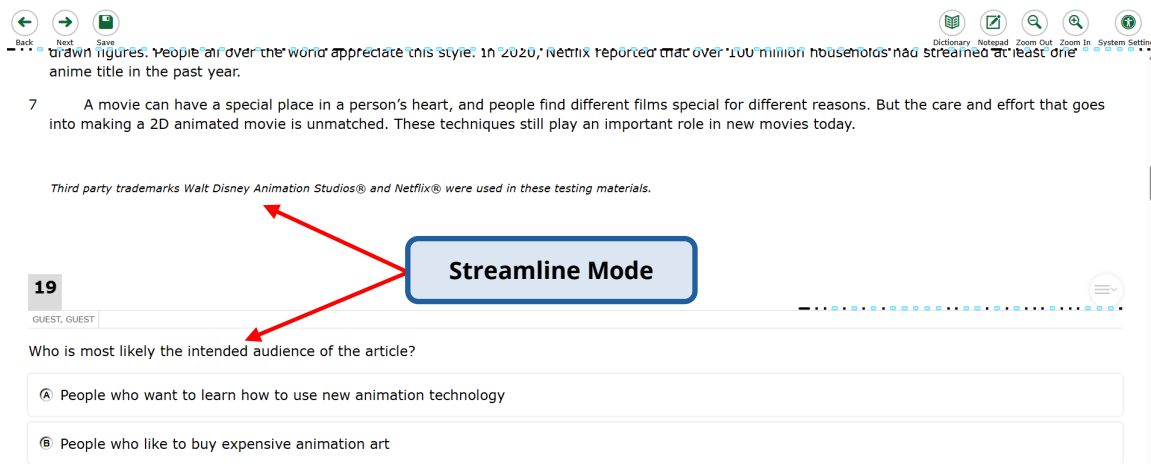 Back Next Save Dictionary Notepad Zoom Out Zoom In System Settin
drawn figures. People all over the world appreciate this style. In 2020, Netflix reported that over 100 million households had streamed at least one
anime title in the past year.
7 A movie can have a special place in a person’s heart, and people find different films special for different reasons. But the care and effort that goes
into making a 2D animated movie is unmatched. These techniques still play an important role in new movies today.
Third party trademarks Walt Disney Animation Studios® and Netflix® were used in these testing materials.
Streamline Mode
19
GUEST, GUEST
Who is most likely the intended audience of the article?
A People who want to learn how to use new animation technology
B People who like to buy expensive animation art